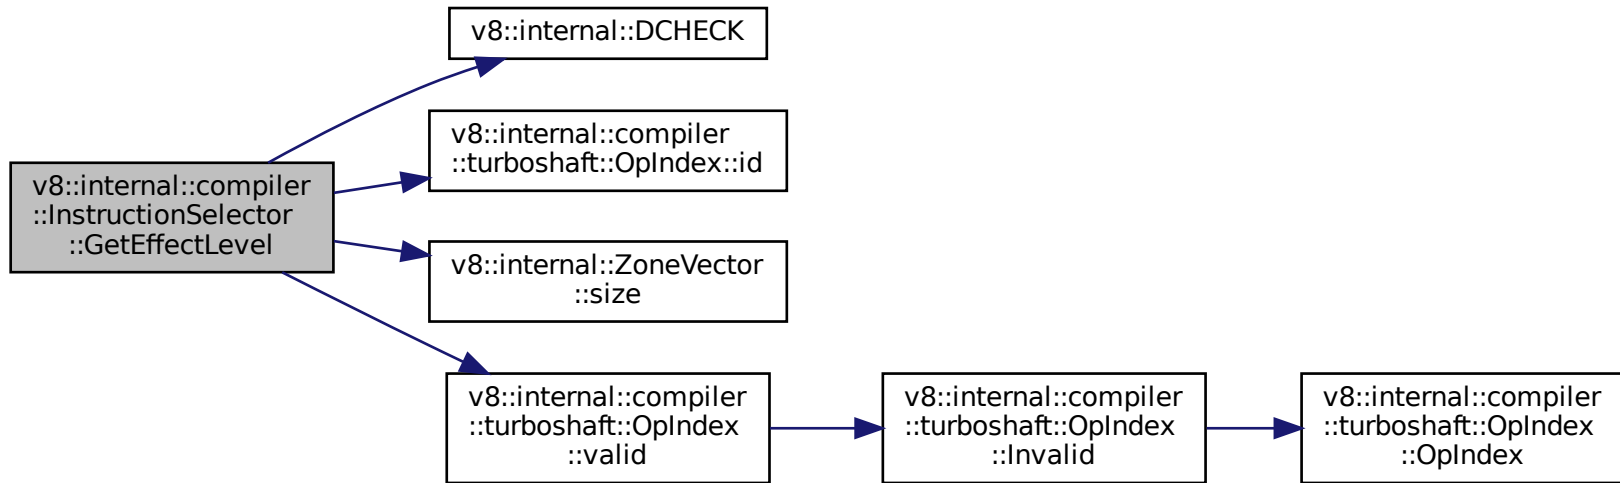 v8::internal::DCHECK
v8::internal::compiler
::turboshaft::OpIndex::id
v8::internal::compiler
::InstructionSelector
::GetEffectLevel
v8::internal::ZoneVector
::size
v8::internal::compiler
::turboshaft::OpIndex
::valid
v8::internal::compiler
::turboshaft::OpIndex
::Invalid
v8::internal::compiler
::turboshaft::OpIndex
::OpIndex